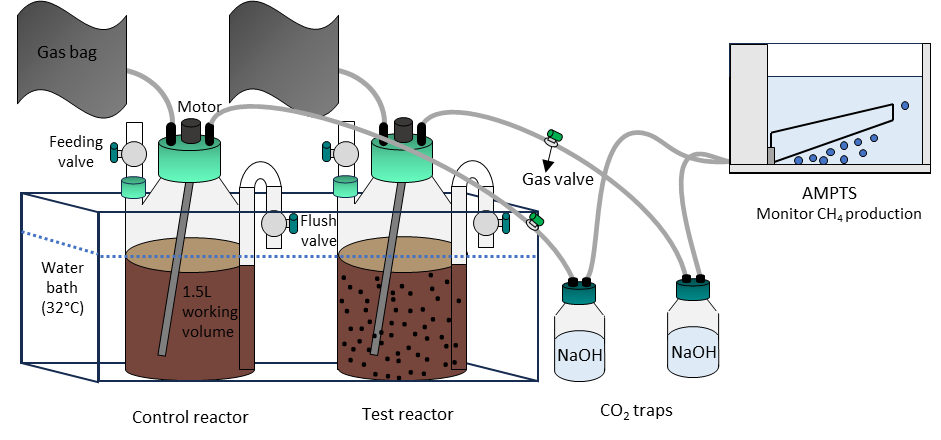 Gas bag
Motor
Feeding
valve
Gas valve
AMPTS
Monitor CH₄ production
Flush
valve
Water
bath
(32°C)
1.5L
working
volume
NaOH
NaOH
Control reactor
Test reactor
CO₂ traps